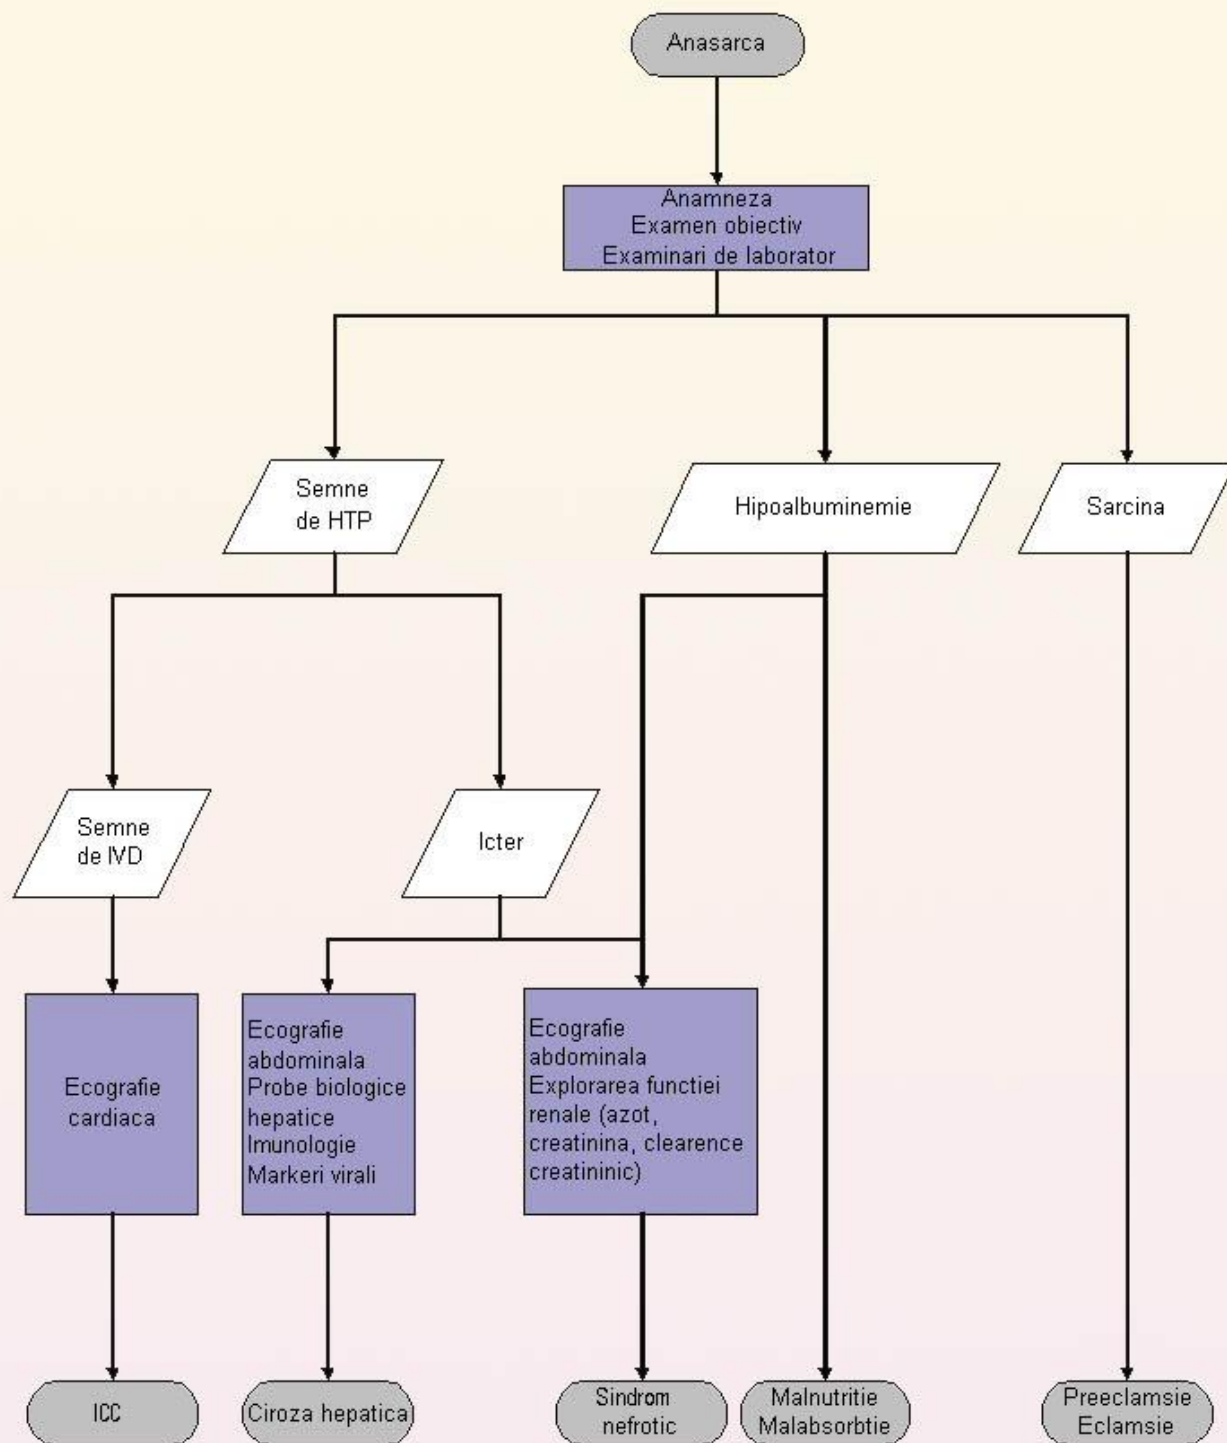 Anasarca
Anamneza
Examen obiectiv
Examinari de laborator
Semne
de HTP
Hipoalbuminemie
Sarcina
Semne
de IVD
Icter
Ecografie
cardiaca
Ecografie
abdominala
Probe biologice
hepatice
Imunologie
Markeri virali
Ecografie
abdominala
Explorarea functiei
renale (azot,
creatinina, clearence
creatininic)
ICC
Ciroza hepatica
Sindrom
nefrotic
Malnutritie
Malabsorbtie
Preeclamsie
Eclamsie